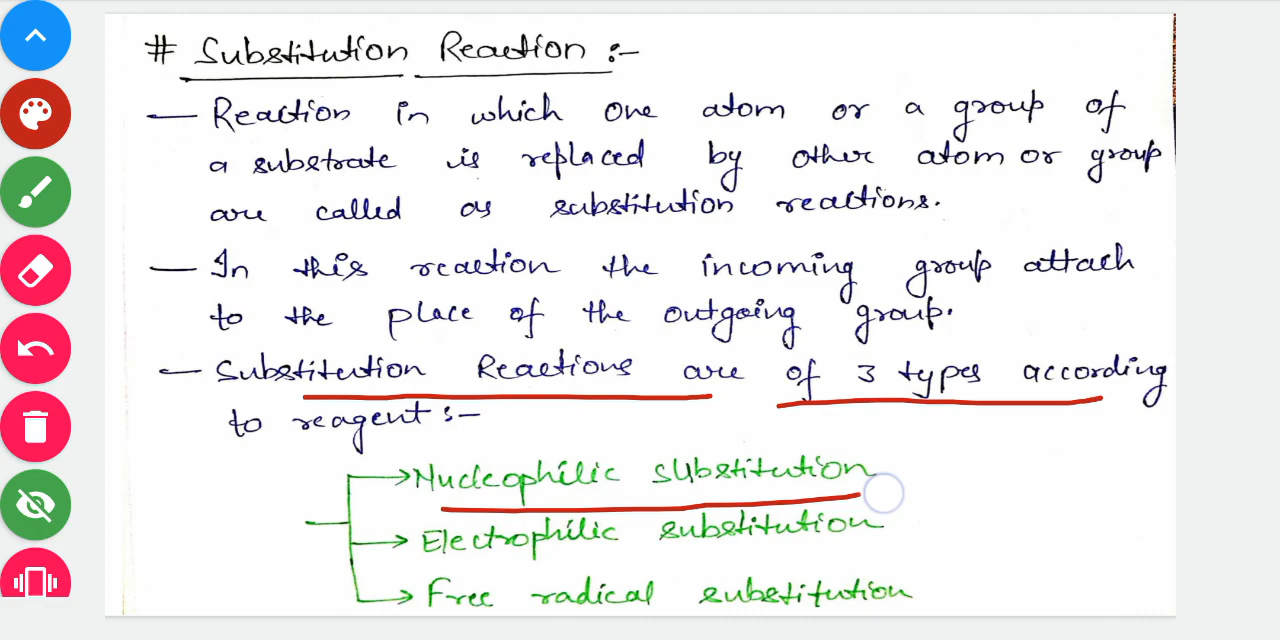 # Substitution Reaction :-
— Reaction in which one atom or a group of
a substrate is replaced by other atom or group
are called as substitution reactions.
— In this reaction the incoming group attach
to the place of the outgoing group.
— Substitution Reactions are of 3 types according
to reagent :-
→ Nucleophilic substitution
→ Electrophilic substitution
→ Free radical substitution